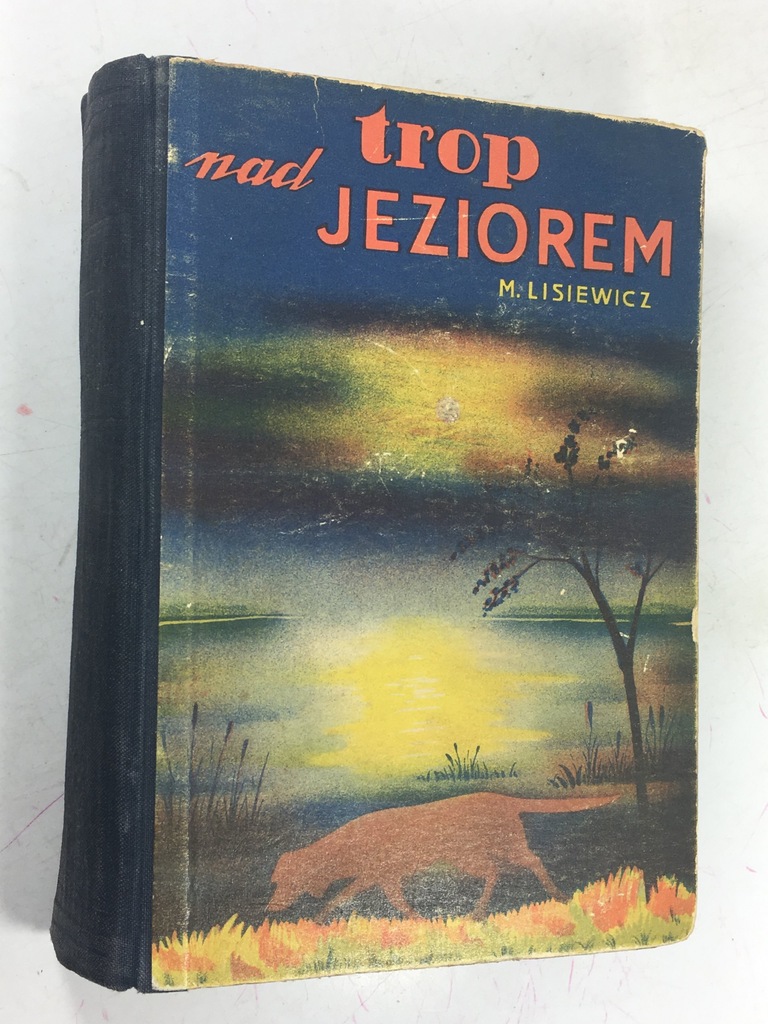 trop
nad
JEZIOREM
M. LISIEWICZ